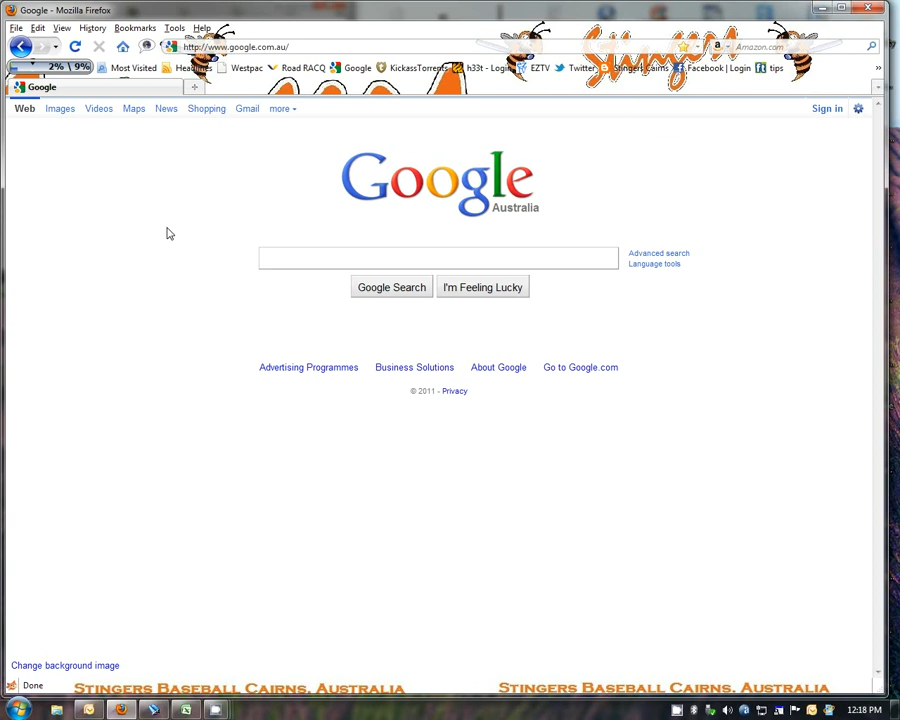 Google - Mozilla Firefox
File Edit View History Bookmarks Tools Help
http://www.google.com.au/ a Amazon.com
2% \ 9% Most Visited Headlines Westpac Road RACQ Google KickassTorrents h33t - Login EZTV Twitter Stingers Cairns Facebook | Login tips »
Stingers
Google
Web Images Videos Maps News Shopping Gmail more Sign in
Google
Australia
Advanced search
Language tools
Google Search I'm Feeling Lucky
Advertising Programmes Business Solutions About Google Go to Google.com
© 2011 - Privacy
Change background image
Done STINGERS BASEBALL CAIRNS, AUSTRALIA STINGERS BASEBALL CAIRNS, AUSTRALIA
12:18 PM